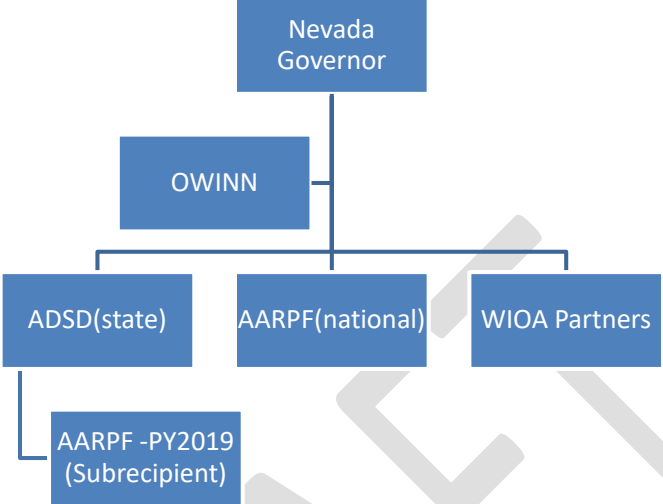 Nevada
Governor
OWINN
ADSD(state)
AARPF(national)
WIOA Partners
AARPF -PY2019
(Subrecipient)